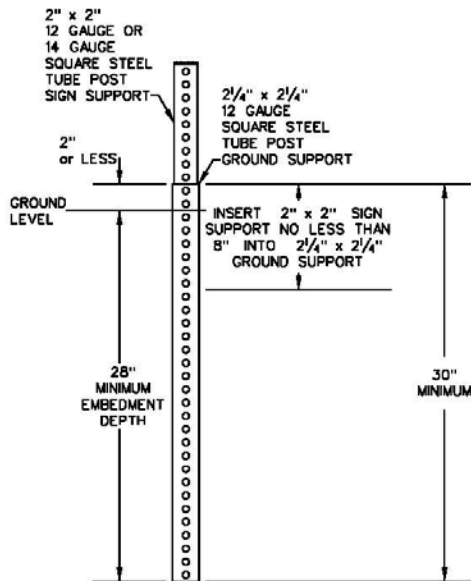 2" x 2"
12 GAUGE OR
14 GAUGE
SQUARE STEEL
TUBE POST
SIGN SUPPORT
2¼" x 2¼"
12 GAUGE
SQUARE STEEL
TUBE POST
GROUND SUPPORT
2"
or LESS
GROUND
LEVEL
INSERT 2" x 2" SIGN
SUPPORT NO LESS THAN
8" INTO 2¼" x 2¼"
GROUND SUPPORT
28"
MINIMUM
EMBEDMENT
DEPTH
30"
MINIMUM